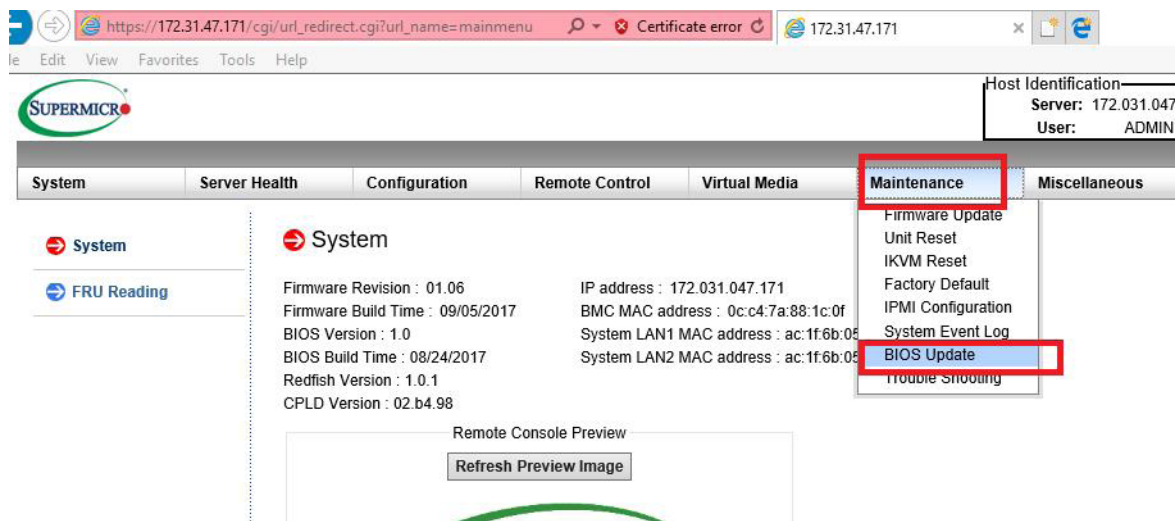 https://172.31.47.171/cgi/url_redirect.cgi?url_name=mainmenu Certificate error 172.31.47.171
Edit View Favorites Tools Help
Host Identification
Server: 172.031.047
User: ADMIN
SUPERMICR
System Server Health Configuration Remote Control Virtual Media Maintenance Miscellaneous
Firmware Update
Unit Reset
IKVM Reset
Factory Default
IPMI Configuration
System Event Log
BIOS Update
Trouble Shooting
System
FRU Reading
System
Firmware Revision : 01.06
Firmware Build Time : 09/05/2017
BIOS Version : 1.0
BIOS Build Time : 08/24/2017
Redfish Version : 1.0.1
CPLD Version : 02.b4.98
IP address : 172.031.047.171
BMC MAC address : 0c:c4:7a:88:1c:0f
System LAN1 MAC address : ac:1f:6b:05
System LAN2 MAC address : ac:1f:6b:05
Remote Console Preview
Refresh Preview Image